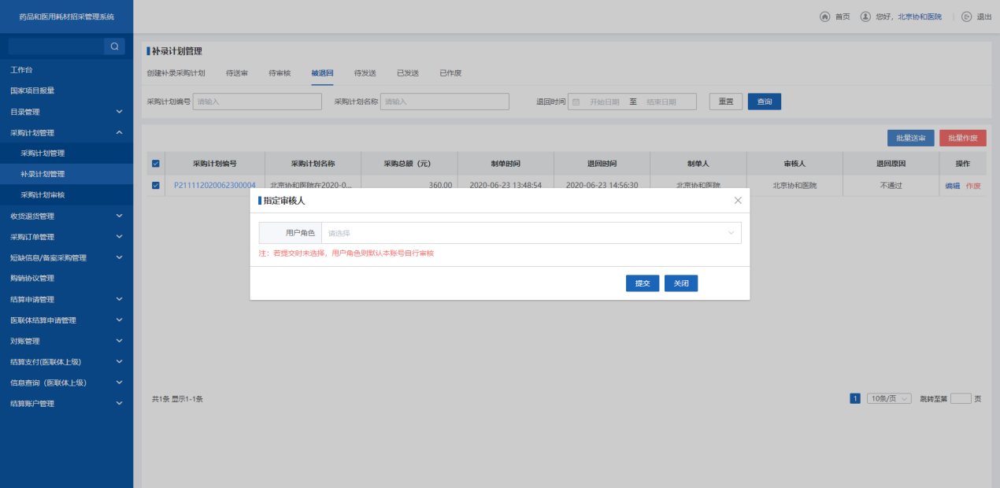 药品和医用耗材招采管理系统
首页 您好，北京协和医院 退出
工作台
国家项目报量
目录管理
采购计划管理
采购计划管理
补录计划管理
采购计划审核
收货退货管理
采购订单管理
短缺信息/备案采购管理
购销协议管理
结算申请管理
医联体结算申请管理
对账管理
结算支付(医联体上级)
信息查询（医联体上级）
结算账户管理
补录计划管理
创建补录采购计划 待送审 待审核 被退回 待发送 已发送 已作废
采购计划编号 请输入 采购计划名称 请输入 退回时间 开始日期 至 结束日期 重置 查询
批量送审 批量作废
采购计划编号 采购计划名称 采购总额（元） 制单时间 退回时间 制单人 审核人 退回原因 操作
P211112020062300004 北京协和医院在2020-0... 360.00 2020-06-23 13:48:54 2020-06-23 14:56:30 北京协和医院 北京协和医院 不通过 编辑 作废
指定审核人
用户角色 请选择
注：若提交时未选择，用户角色则默认本账号自行审核
提交 关闭
共1条 显示1-1条 1 10条/页 跳转至第 页